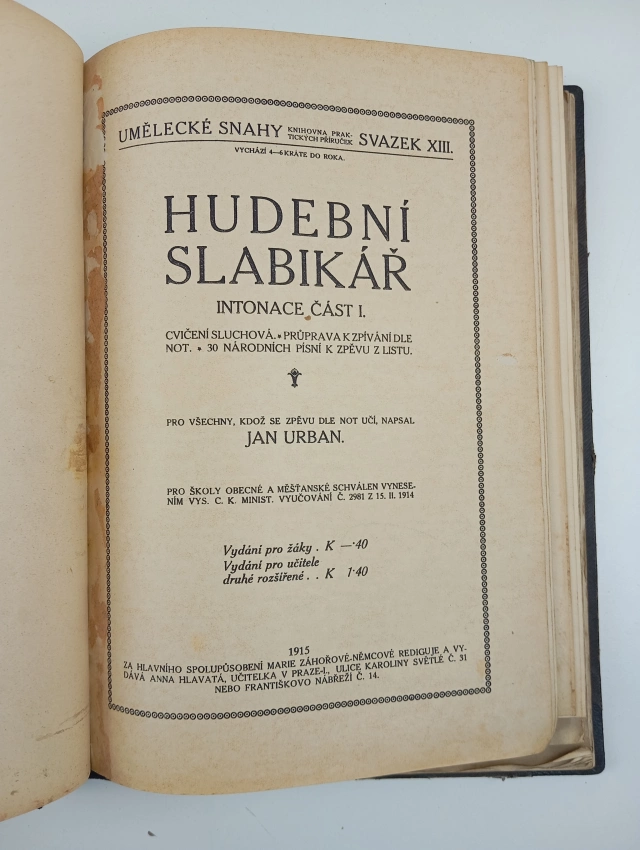 UMĚLECKÉ SNAHY KNIHOVNA PRAK-
TICKÝCH PŘÍRUČEK SVAZEK XIII.
VYCHÁZÍ 4—6 KRÁTE DO ROKA.
HUDEBNÍ
SLABIKÁŘ
INTONACE ČÁST I.
CVIČENÍ SLUCHOVÁ. * PRŮPRAVA K ZPÍVÁNÍ DLE
NOT. * 30 NÁRODNÍCH PÍSNÍ K ZPĚVU Z LISTU.
PRO VŠECHNY, KDOŽ SE ZPĚVU DLE NOT UČÍ, NAPSAL
JAN URBAN.
PRO ŠKOLY OBECNÉ A MĚŠŤANSKÉ SCHVÁLEN VYNESE-
NÍM VYS. C. K. MINIST. VYUČOVÁNÍ Č. 2981 Z 15. II. 1914
Vydání pro žáky . K —·40
Vydání pro učitele
druhé rozšířené . . K 1·40
1915
ZA HLAVNÍHO SPOLUPŮSOBENÍ MARIE ZÁHOŘOVÉ-NĚMCOVÉ REDIGUJE A VY-
DÁVÁ ANNA HLAVATÁ, UČITELKA V PRAZE-I., ULICE KAROLINY SVĚTLÉ Č. 31
NEBO FRANTIŠKOVO NÁBŘEŽÍ Č. 14.